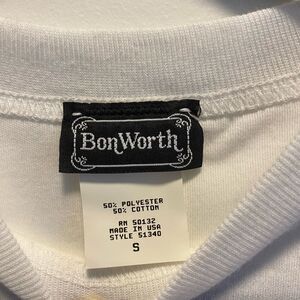 BonWorth
50% POLYESTER
50% COTTON
RN 50132
MADE IN USA
STYLE 51340
S